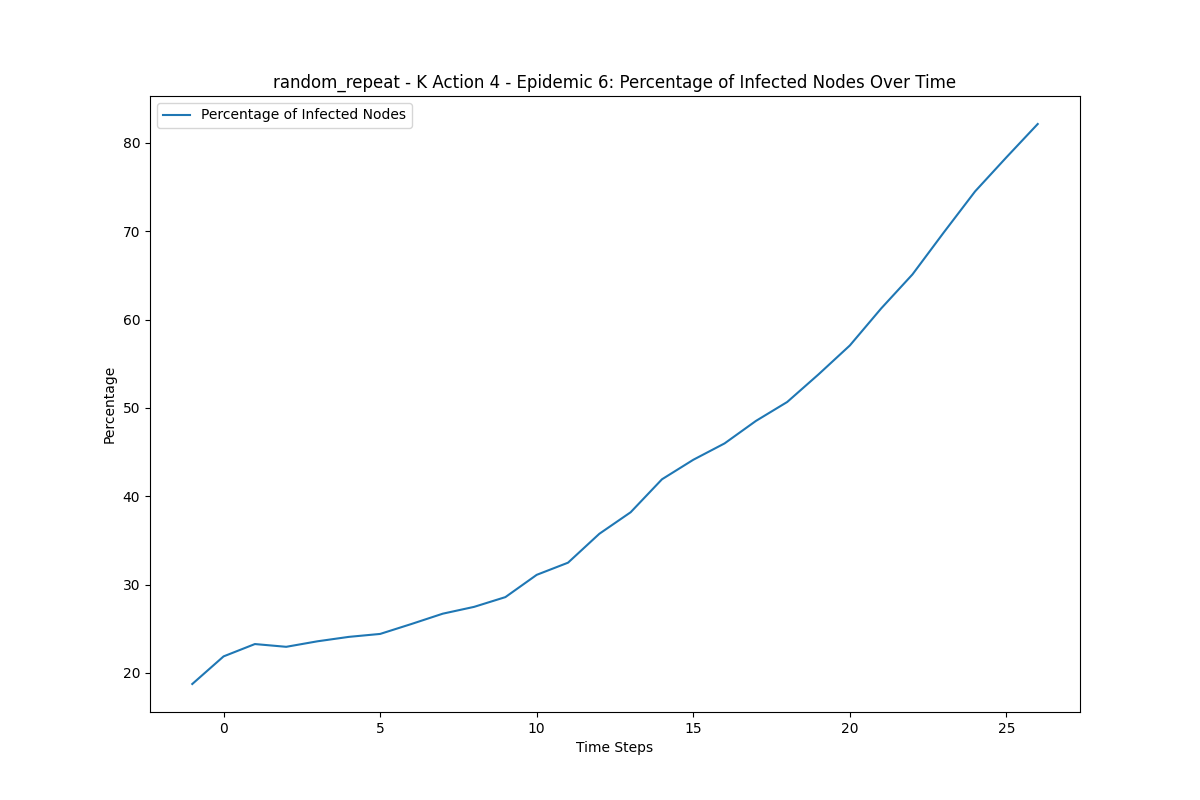 random_repeat - K Action 4 - Epidemic 6: Percentage of Infected Nodes Over Time
Percentage of Infected Nodes
80
70
60
50
40
30
20
Percentage
0 5 10 15 20 25
Time Steps